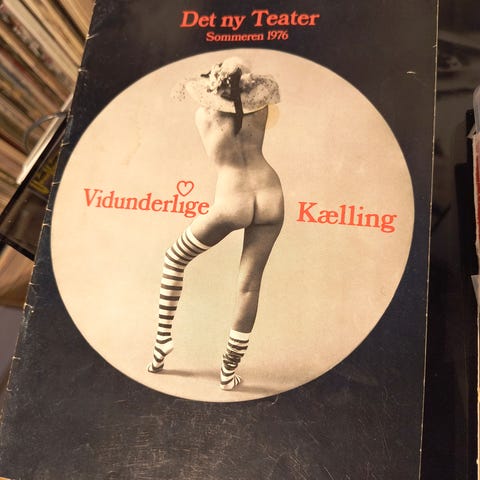 Det ny Teater
Sommeren 1976
Vidunderlige Kælling